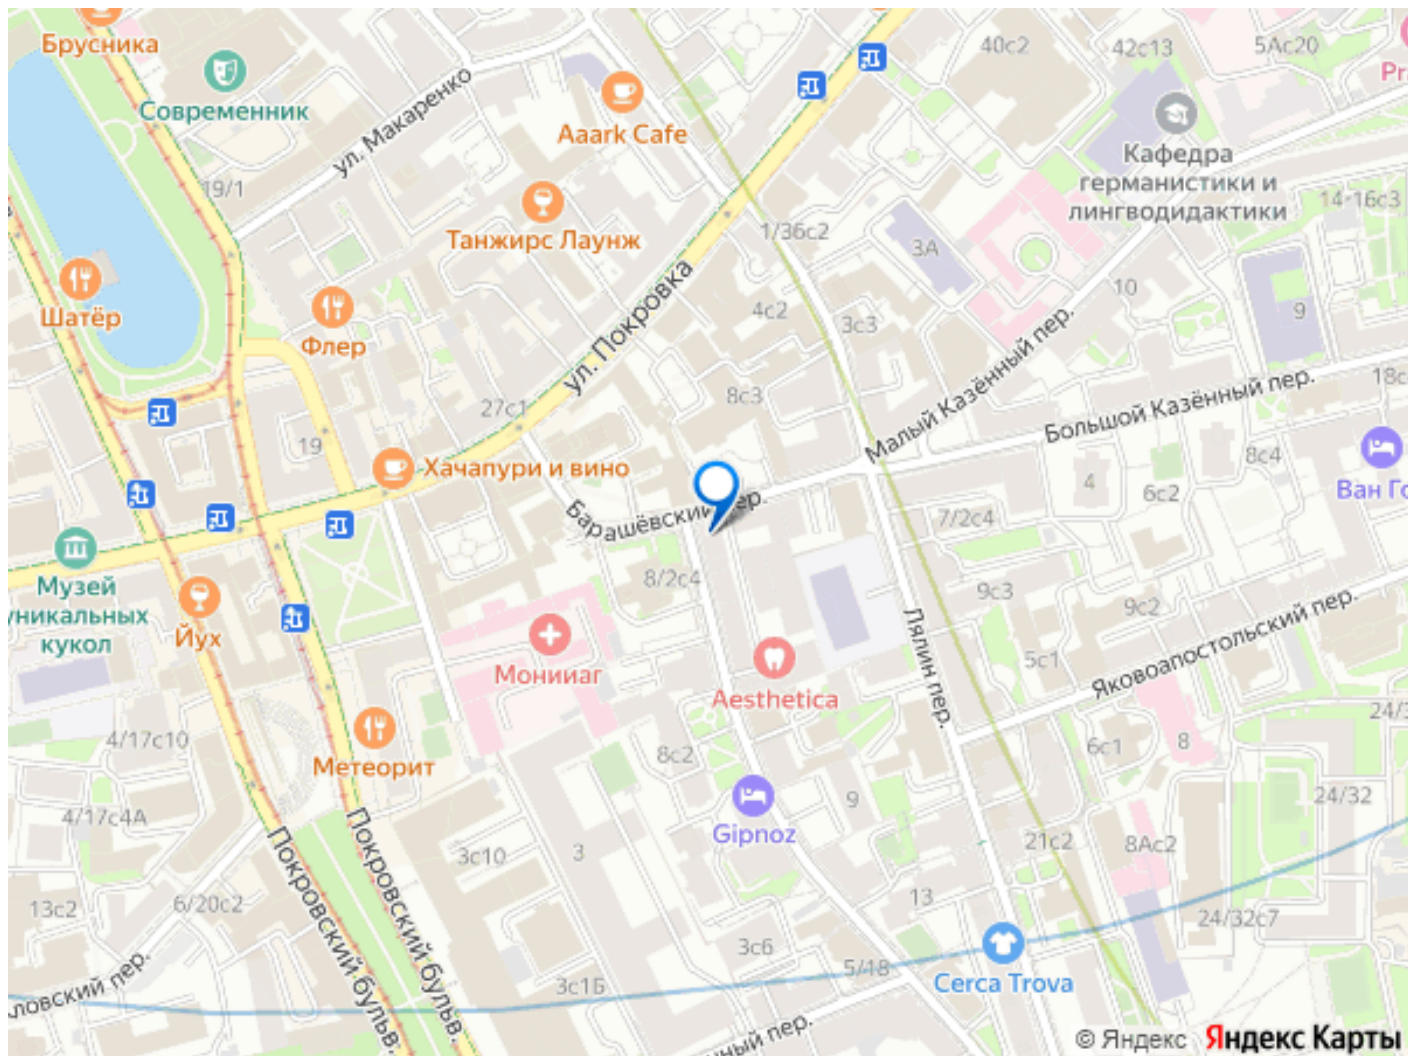 Брусника
Современник
ул. Макаренко
Aaark Cafe
40с2
42с13
5Ас20
Кафедра
германистики и
лингводидактики
14-16с3
19/1
Танжирс Лаунж
1/36с2
3А
Шатёр
Флер
ул. Покровка
4с2
3с3
10
9
Малый Казённый пер.
Большой Казённый пер.
27с1
8с3
19
Хачапури и вино
Барашёвский пер.
4
6с2
8с4
7/2с4
Музей
уникальных
кукол
Йух
8/2с4
Мониiаг
Aesthetica
Лялин пер.
9с3
9с2
5с1
Яковоапостольский пер.
4/17с10
Метеорит
8с2
6с1
8
24/32
4/17с4А
Gipnoz
9
3с10
3
21с2
8Ас2
Покровский бульв.
Покровский бульв.
13с2
6/20с2
13
24/32с7
3с6
5/18
3с1Б
Cerca Trova
© Яндекс Яндекс Карты